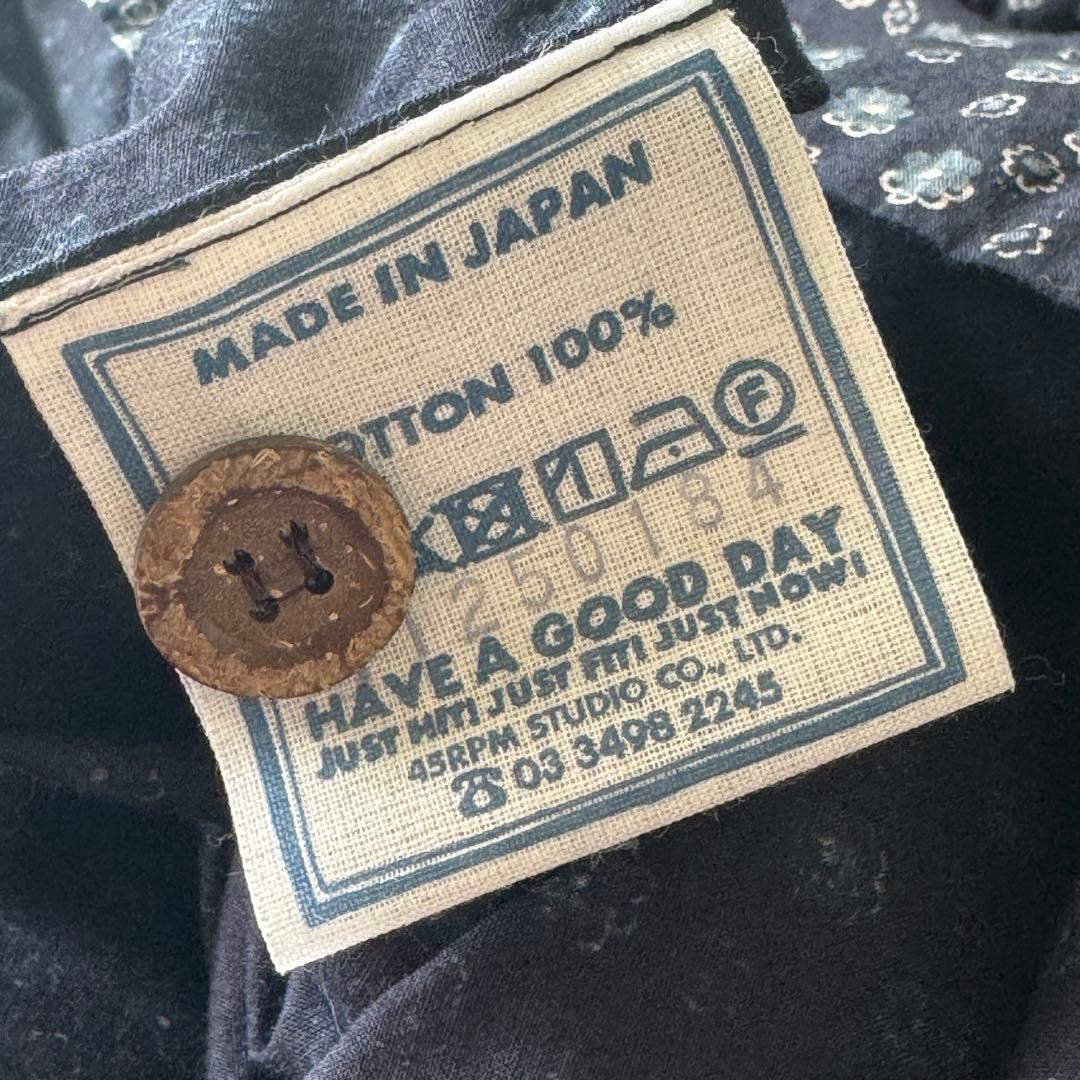 MADE IN JAPAN
OTTON 100%
F
250184
HAVE A GOOD DAY
JUST HIT! JUST FIT! JUST NOW!
45RPM STUDIO CO., LTD.
☎ 03 3498 2245